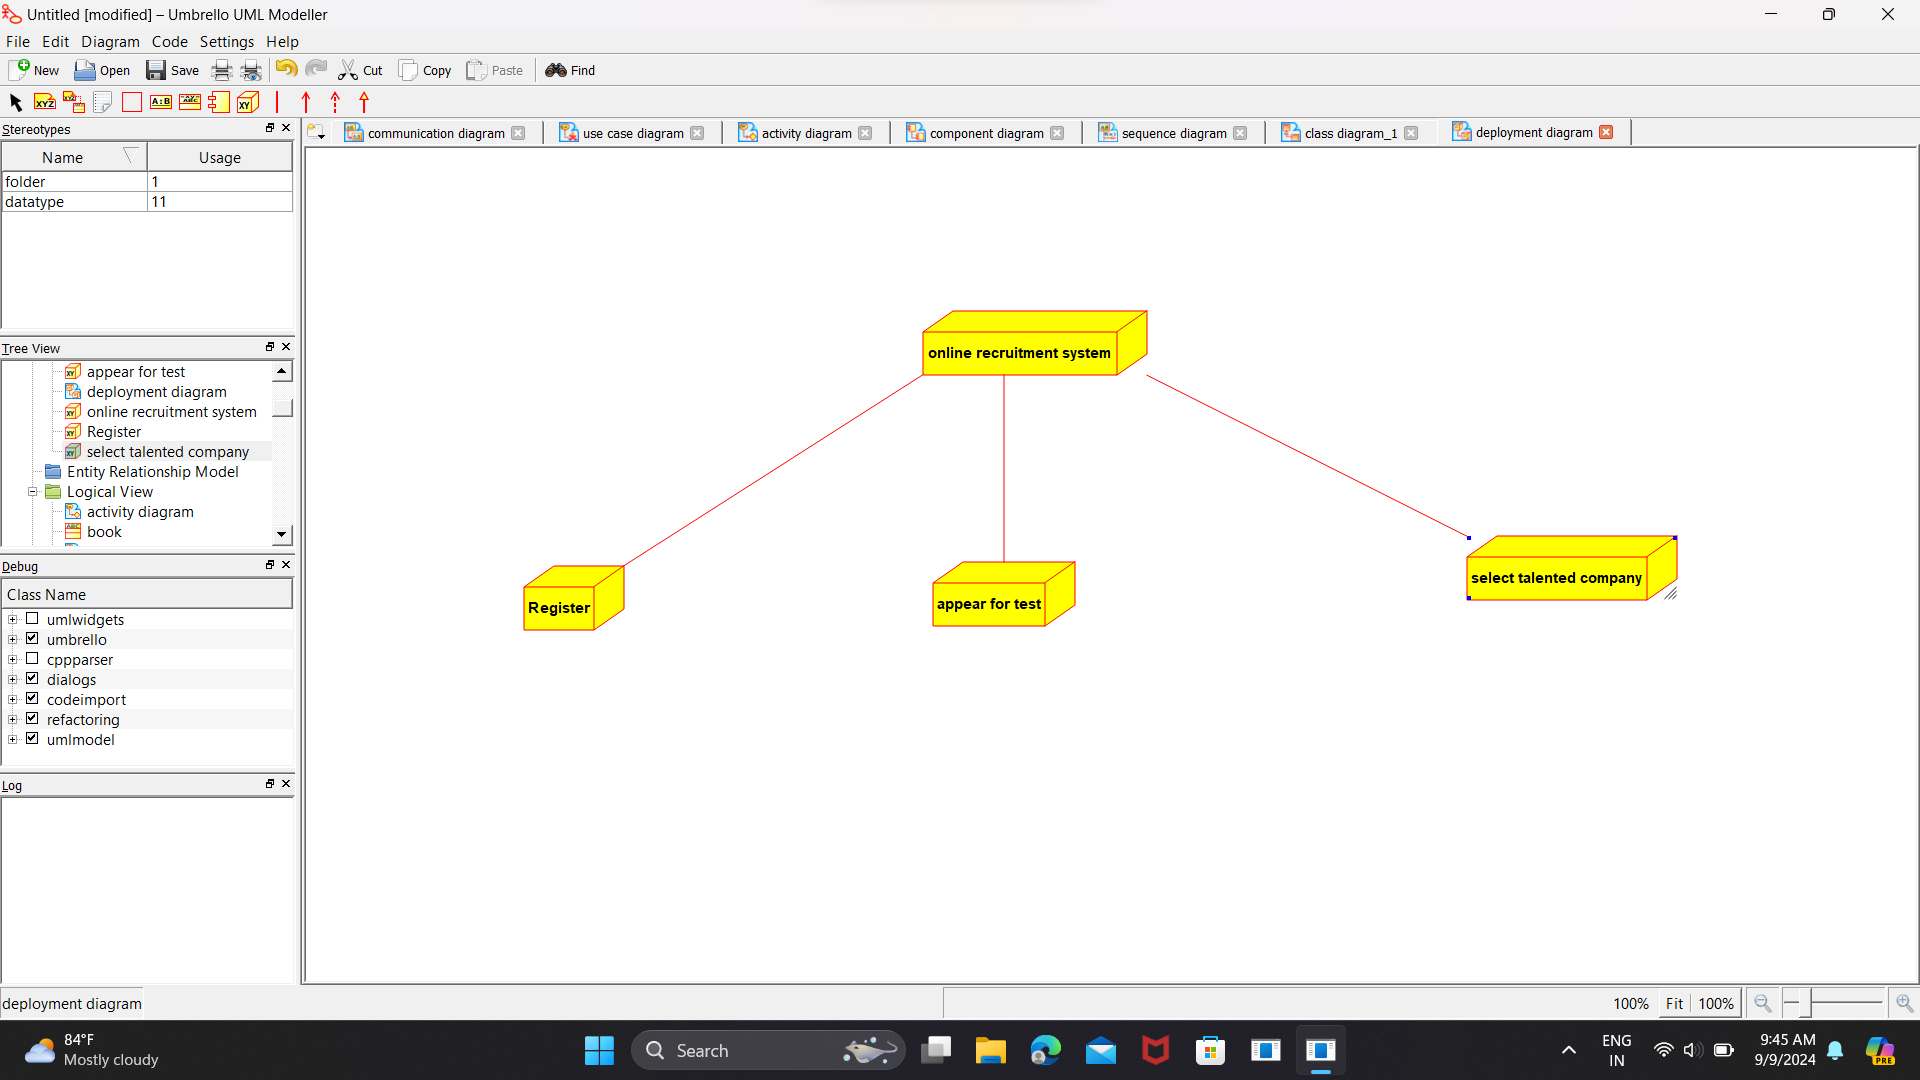 Untitled [modified] – Umbrello UML Modeller
File Edit Diagram Code Settings Help
New Open Save Cut Copy Paste Find
XYZ A:B ABC XY
Stereotypes
communication diagram use case diagram activity diagram component diagram sequence diagram class diagram_1 deployment diagram
Name Usage
folder 1
datatype 11
Tree View
appear for test
deployment diagram
online recruitment system
Register
select talented company
Entity Relationship Model
Logical View
activity diagram
book
Debug
Class Name
umlwidgets
umbrello
cppparser
dialogs
codeimport
refactoring
umlmodel
Log
online recruitment system
Register
appear for test
select talented company
deployment diagram
100% Fit 100%
84°F
Mostly cloudy
Search
ENG
IN
9:45 AM
9/9/2024
PRE